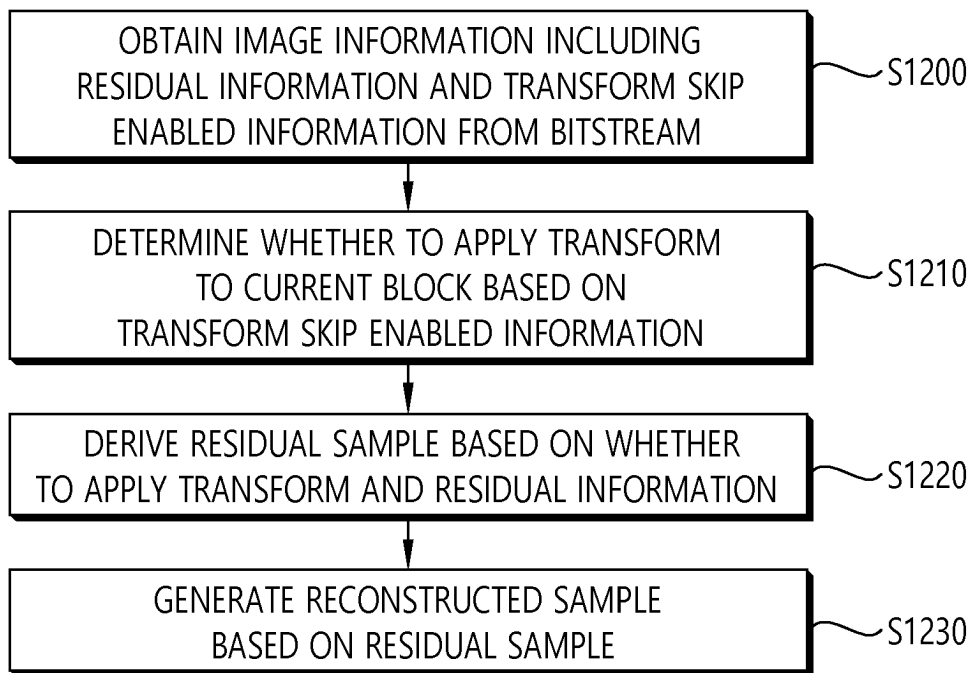 OBTAIN IMAGE INFORMATION INCLUDING
RESIDUAL INFORMATION AND TRANSFORM SKIP
ENABLED INFORMATION FROM BITSTREAM
S1200
DETERMINE WHETHER TO APPLY TRANSFORM
TO CURRENT BLOCK BASED ON
TRANSFORM SKIP ENABLED INFORMATION
S1210
DERIVE RESIDUAL SAMPLE BASED ON WHETHER
TO APPLY TRANSFORM AND RESIDUAL INFORMATION
S1220
GENERATE RECONSTRUCTED SAMPLE
BASED ON RESIDUAL SAMPLE
S1230